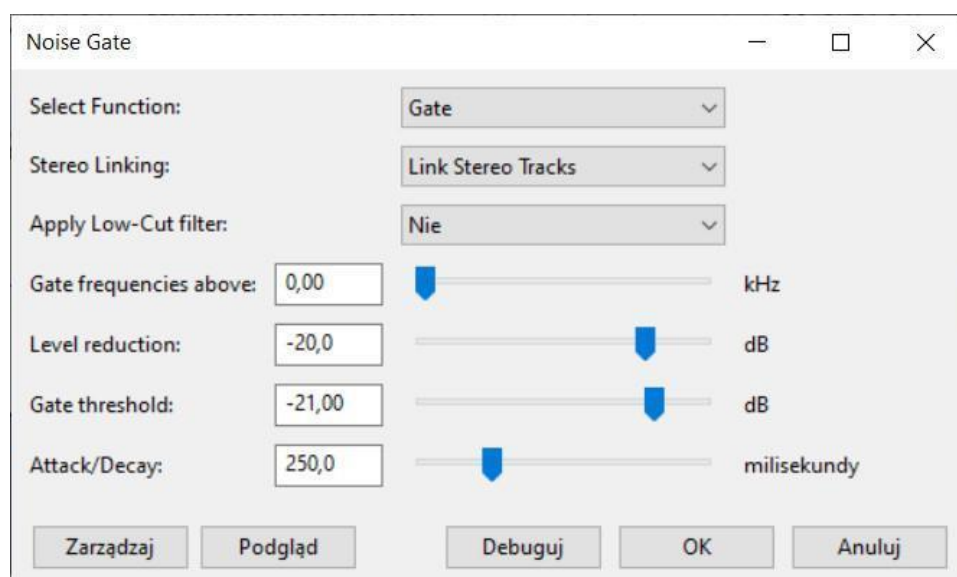 Noise Gate
Select Function: Gate
Stereo Linking: Link Stereo Tracks
Apply Low-Cut filter: Nie
Gate frequencies above: 0,00 kHz
Level reduction: -20,0 dB
Gate threshold: -21,00 dB
Attack/Decay: 250,0 milisekundy
Zarządzaj Podgląd Debuguj OK Anuluj